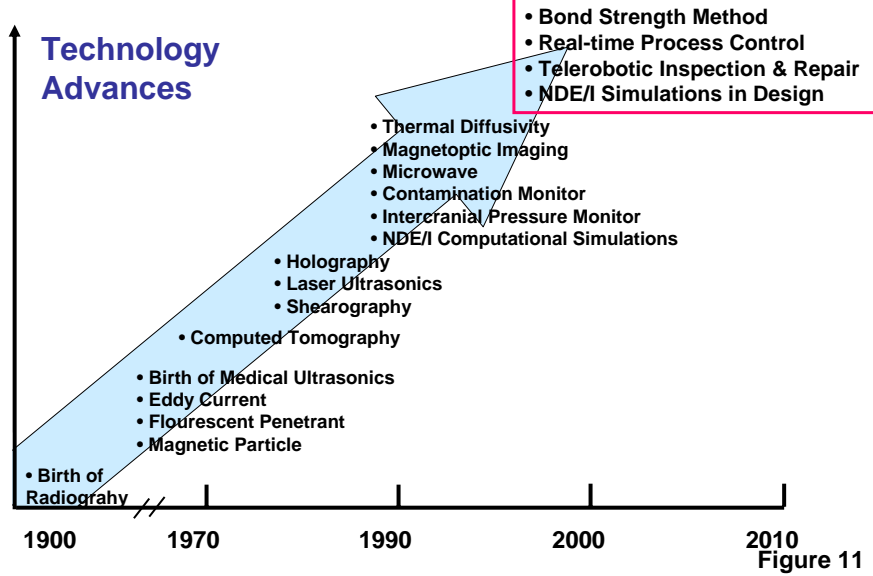 Technology
Advances
• Bond Strength Method
• Real-time Process Control
• Telerobotic Inspection & Repair
• NDE/I Simulations in Design
• Thermal Diffusivity
• Magnetoptic Imaging
• Microwave
• Contamination Monitor
• Intercranial Pressure Monitor
• NDE/I Computational Simulations
• Holography
• Laser Ultrasonics
• Shearography
• Computed Tomography
• Birth of Medical Ultrasonics
• Eddy Current
• Flourescent Penetrant
• Magnetic Particle
• Birth of
Radiograhy
1900 1970 1990 2000 2010
Figure 11